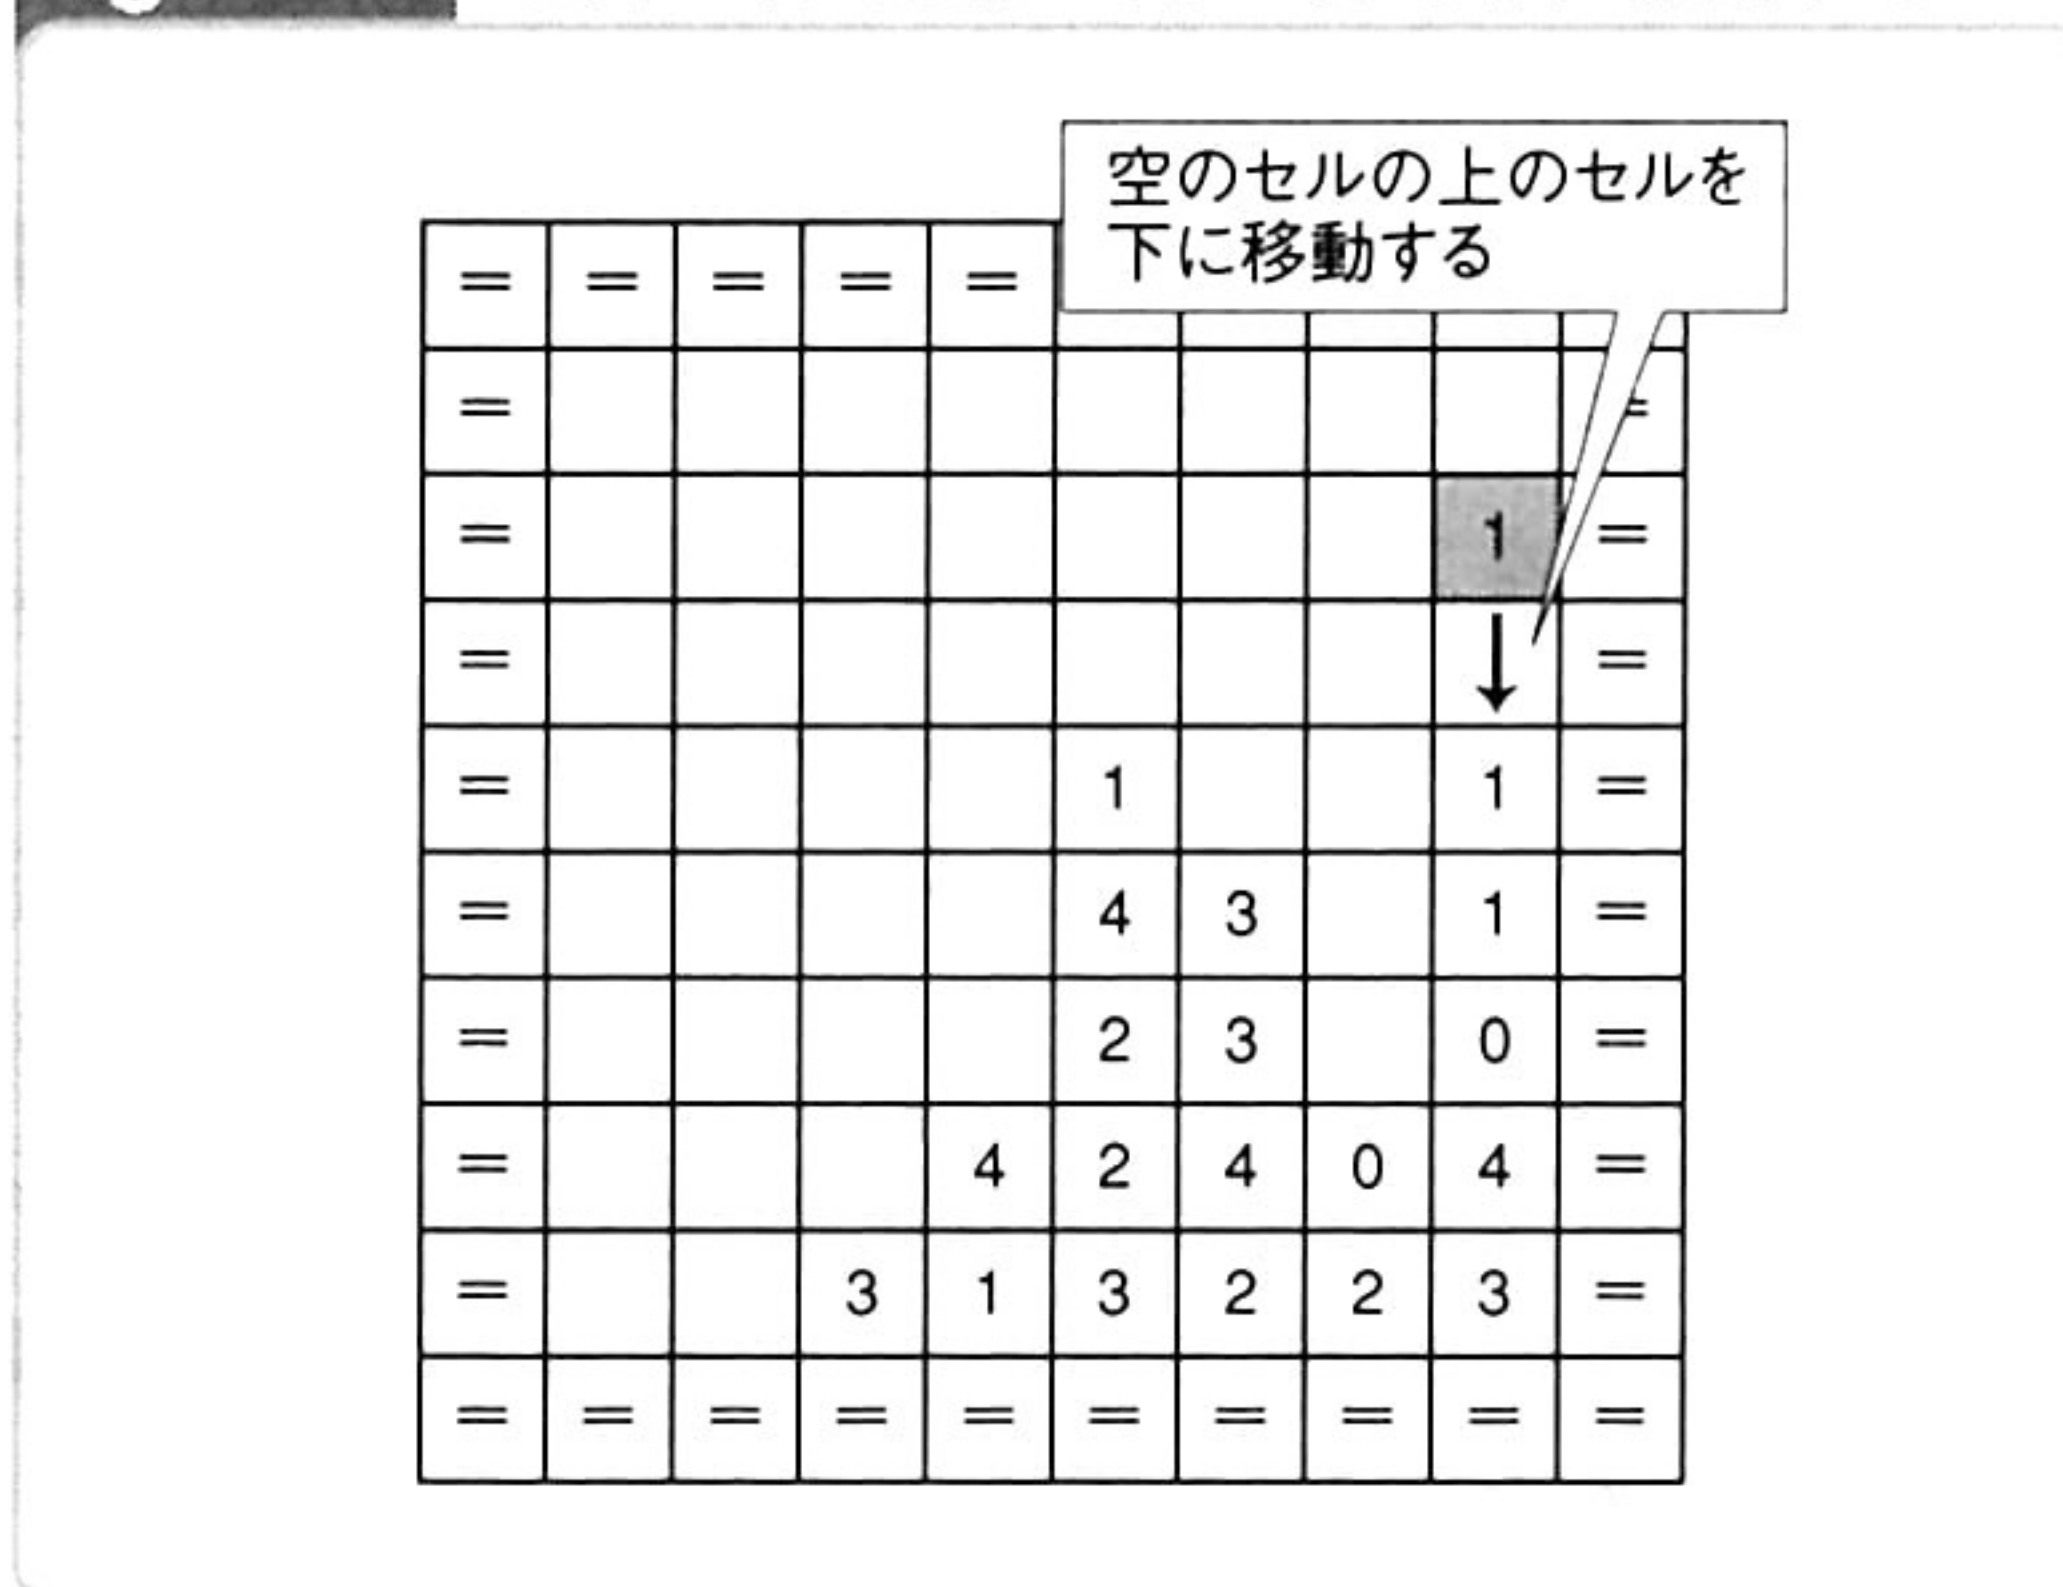 空のセルの上のセルを
下に移動する
= = = = =
= =
= 1 =
= ↓ =
= 1 1 =
= 4 3 1 =
= 2 3 0 =
= 4 2 4 0 4 =
= 3 1 3 2 2 3 =
= = = = = = = = = =